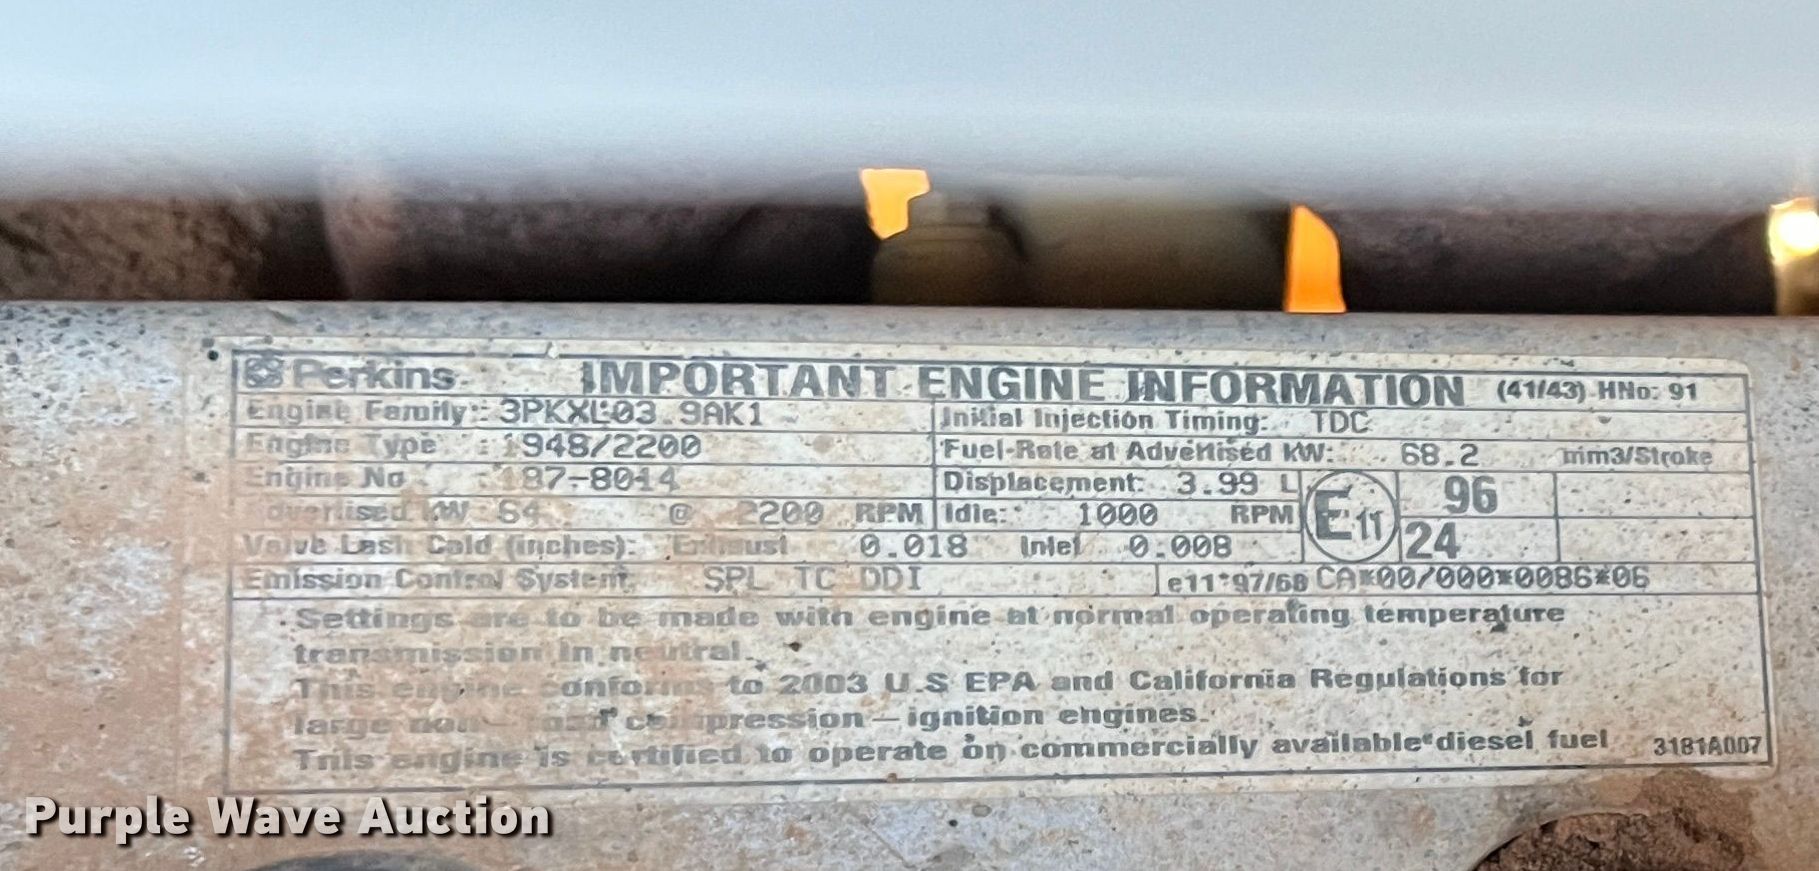 Perkins IMPORTANT ENGINE INFORMATION (41/43) HNo: 91
Engine Family: 3PKXL03.9AK1 Initial Injection Timing: TDC
Engine Type : 1948/2200 Fuel-Rate at Advertised kW: 68.2 mm3/Stroke
Engine No : 187-8014 Displacement: 3.99 L E11 96
Advertised kW 64 @ 2200 RPM Idle: 1000 RPM 24
Valve Lash Cold (inches): Exhaust 0.018 Inlet 0.008
Emission Control System: SPL TC DDI e11*97/68 CA*00/000*0086*06
Settings are to be made with engine at normal operating temperature
transmission in neutral.
This engine conforms to 2003 U.S EPA and California Regulations for
large non-road compression-ignition engines.
This engine is certified to operate on commercially available diesel fuel 3181A007
Purple Wave Auction